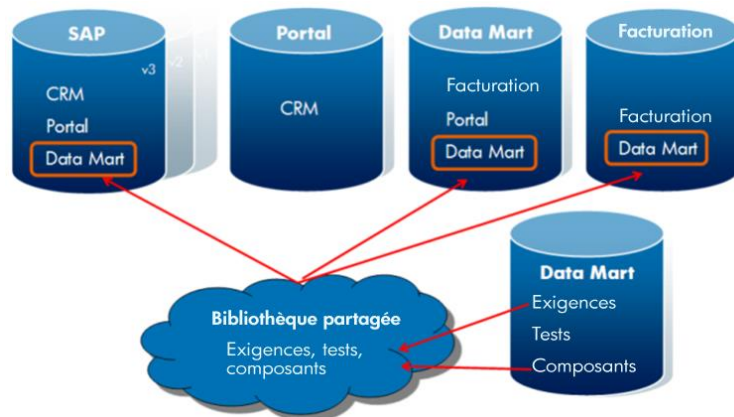 SAP
v3
v2
CRM
Portal
Data Mart
Portal
CRM
Data Mart
Facturation
Portal
Data Mart
Facturation
Facturation
Data Mart
Bibliothèque partagée
Exigences, tests,
composants
Data Mart
Exigences
Tests
Composants